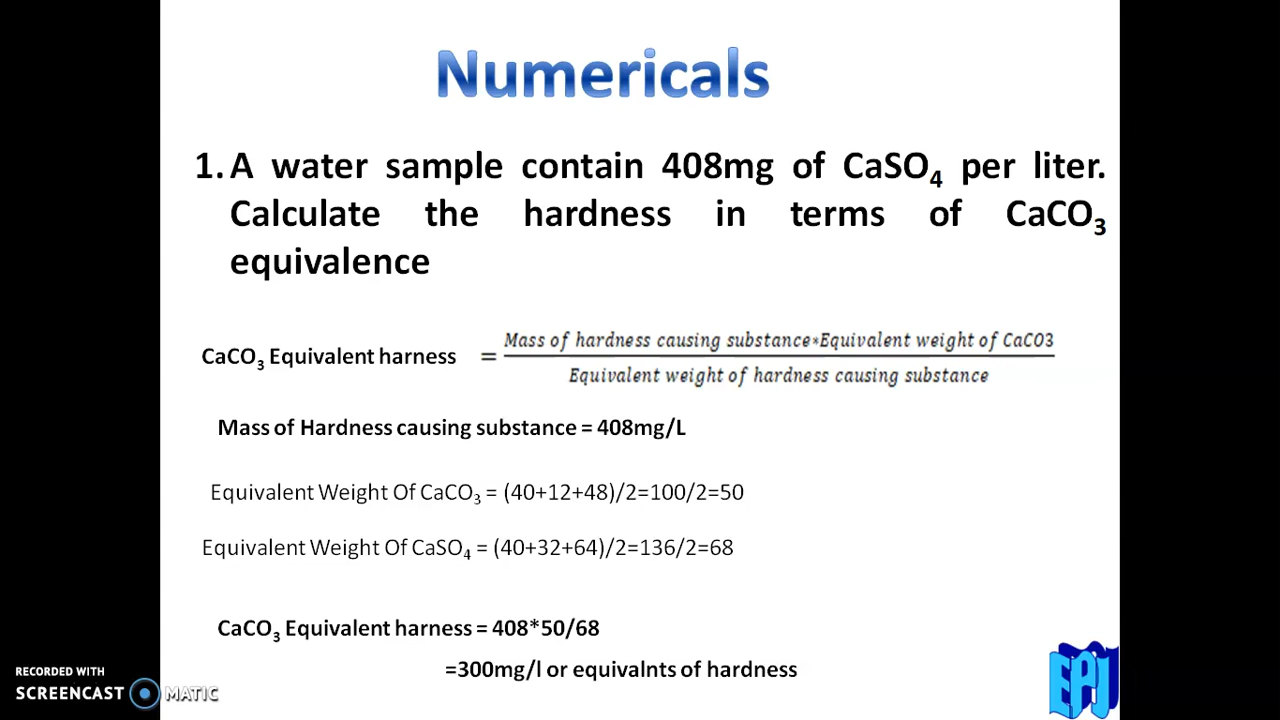 Numericals
1. A water sample contain 408mg of CaSO₄ per liter.
Calculate the hardness in terms of CaCO₃
equivalence
CaCO₃ Equivalent harness = Mass of hardness causing substance*Equivalent weight of CaCO3
Equivalent weight of hardness causing substance
Mass of Hardness causing substance = 408mg/L
Equivalent Weight Of CaCO₃ = (40+12+48)/2=100/2=50
Equivalent Weight Of CaSO₄ = (40+32+64)/2=136/2=68
CaCO₃ Equivalent harness = 408*50/68
=300mg/l or equivalnts of hardness
RECORDED WITH
SCREENCAST MATIC
EPJ